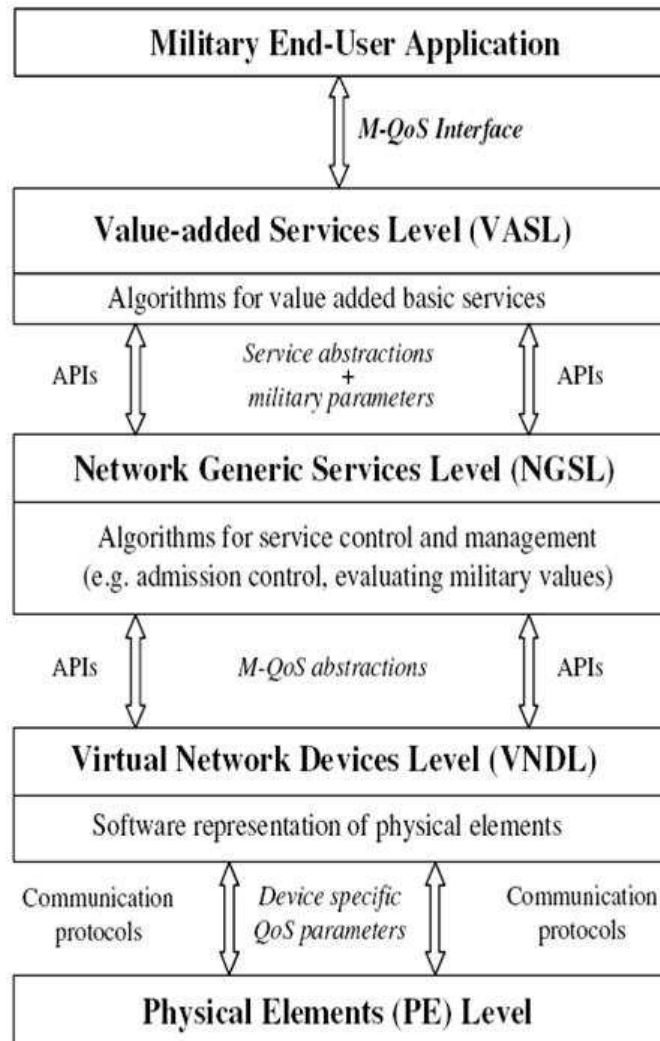 Military End-User Application
M-QoS Interface
Value-added Services Level (VASL)
Algorithms for value added basic services
APIs
Service abstractions
+
military parameters
APIs
Network Generic Services Level (NGSL)
Algorithms for service control and management
(e.g. admission control, evaluating military values)
APIs
M-QoS abstractions
APIs
Virtual Network Devices Level (VNDL)
Software representation of physical elements
Communication
protocols
Device specific
QoS parameters
Communication
protocols
Physical Elements (PE) Level